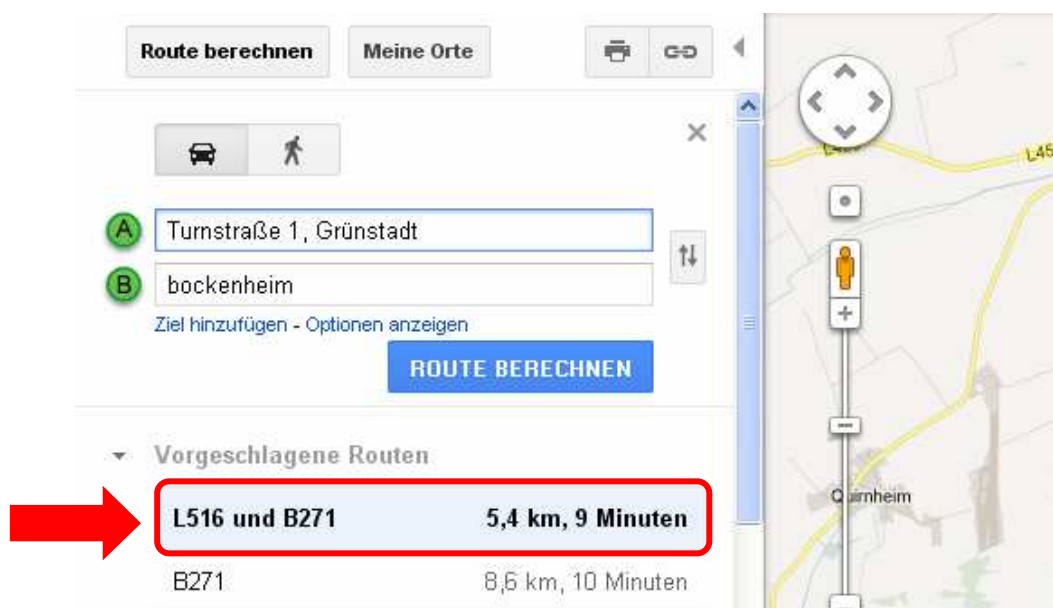 Route berechnen
Meine Orte
A
Turnstraße 1, Grünstadt
B
bockenheim
Ziel hinzufügen - Optionen anzeigen
ROUTE BERECHNEN
Vorgeschlagene Routen
L516 und B271 5,4 km, 9 Minuten
B271 8,6 km, 10 Minuten
L45
Quirnheim